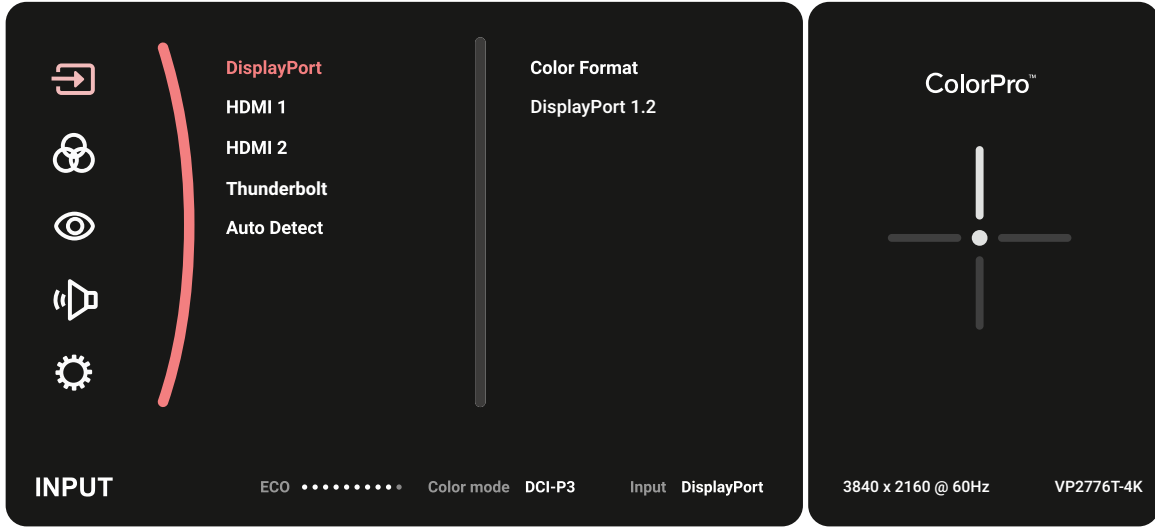 DisplayPort
HDMI 1
HDMI 2
Thunderbolt
Auto Detect
Color Format
DisplayPort 1.2
INPUT
ECO
Color mode DCI-P3
Input DisplayPort
ColorPro™
3840 x 2160 @ 60Hz
VP2776T-4K